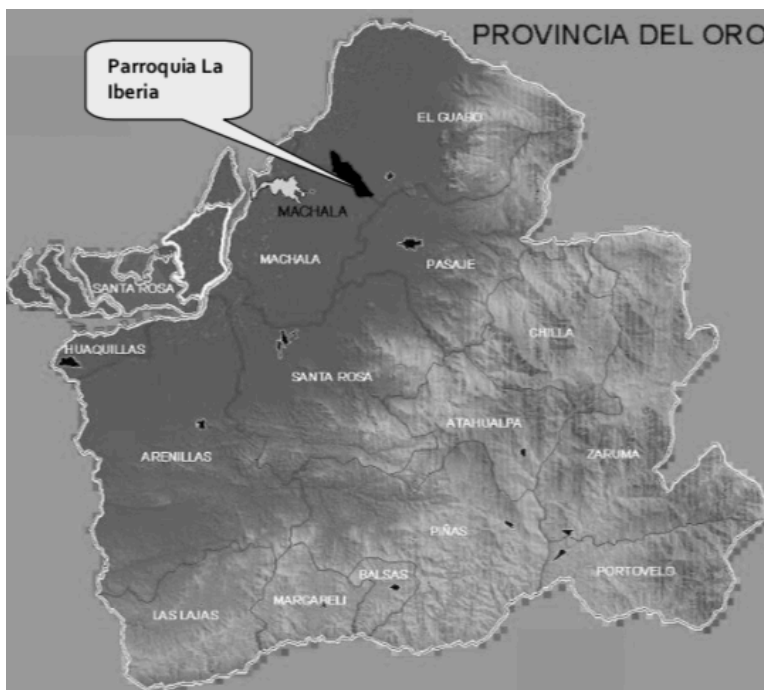 PROVINCIA DEL ORO
Parroquia La
Iberia
EL GUABO
MACHALA
MACHALA
PASAJE
SANTA ROSA
CHILLA
HUAQUILLAS
SANTA ROSA
ATAHUALPA
ARENILLAS
ZARUMA
PIÑAS
BALSAS
PORTOVELO
MARCABELI
LAS LAJAS